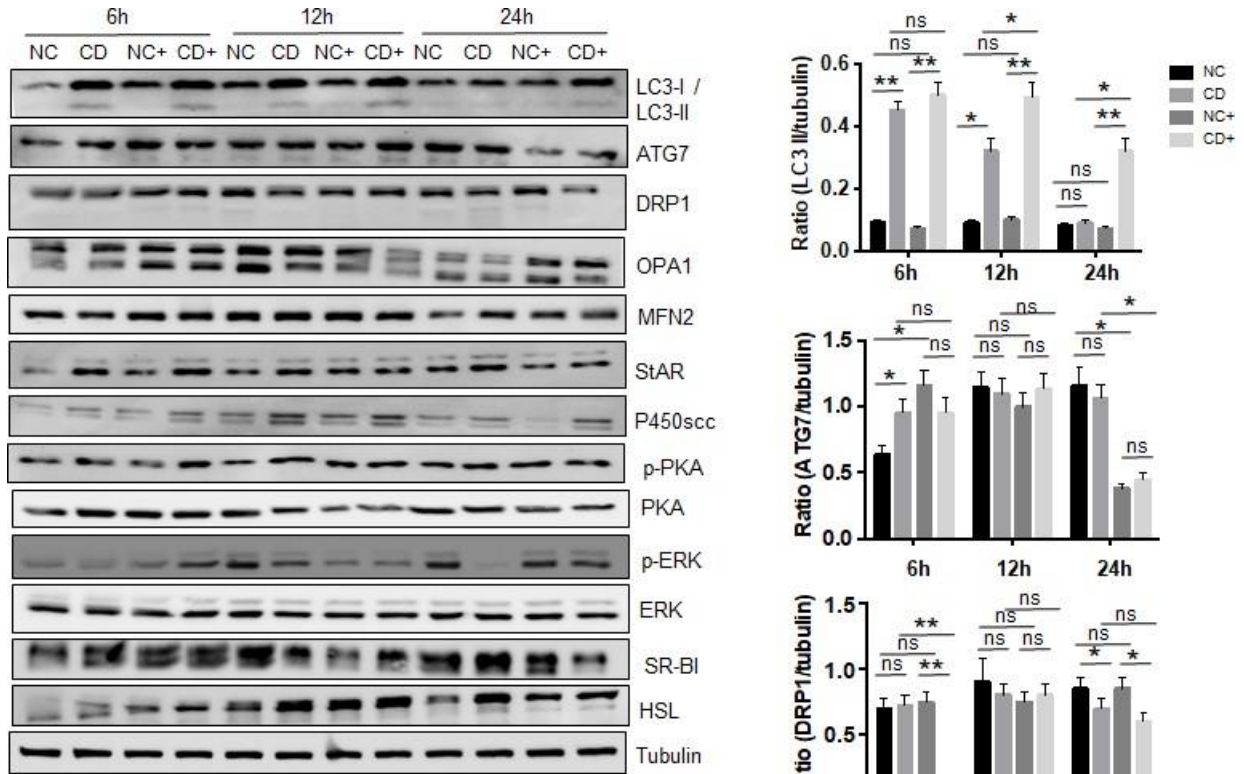 6h 12h 24h
NC CD NC+ CD+ NC CD NC+ CD+ NC CD NC+ CD+
LC3-I /
LC3-II
ATG7
DRP1
OPA1
MFN2
StAR
P450scc
p-PKA
PKA
p-ERK
ERK
SR-BI
HSL
Tubulin
Ratio (LC3 II/tubulin)
0.6
0.4
0.2
0.0
ns
ns
** **
*
ns
* **
*
**
ns
ns
6h 12h 24h
NC
CD
NC+
CD+
Ratio (ATG7/tubulin)
1.5
1.0
0.5
0.0
ns
*
* ns
ns
ns
ns ns
*
*
ns
ns
6h 12h 24h
tio (DRP1/tubulin)
1.5
1.0
0.5
**
ns
ns **
ns
ns
ns ns
ns
ns
* *